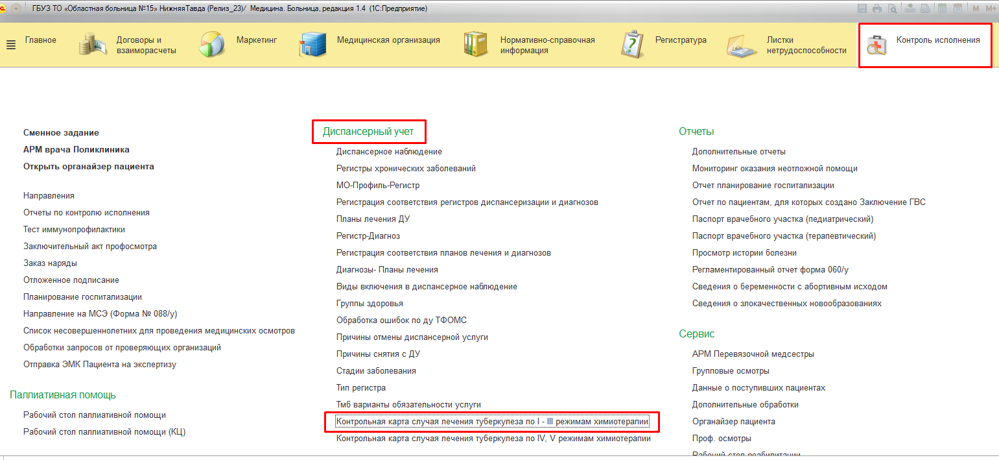 ГБУЗ ТО «Областная больница №15» НижняяТавда (Релиз_23)/ Медицина. Больница, редакция 1.4 (1С:Предприятие)
M M+
Главное
Договоры и
взаиморасчеты
Маркетинг
Медицинская организация
Нормативно-справочная
информация
Регистратура
Листки
нетрудоспособности
Контроль исполнения
Сменное задание
АРМ врача Поликлиника
Открыть органайзер пациента
Направления
Отчеты по контролю исполнения
Тест иммунопрофилактики
Заключительный акт профосмотра
Заказ наряды
Отложенное подписание
Планирование госпитализации
Направление на МСЭ (Форма № 088/у)
Список несовершеннолетних для проведения медицинских осмотров
Обработки запросов от проверяющих организаций
Отправка ЭМК Пациента на экспертизу
Паллиативная помощь
Рабочий стол паллиативной помощи
Рабочий стол паллиативной помощи (КЦ)
Диспансерный учет
Диспансерное наблюдение
Регистры хронических заболеваний
МО-Профиль-Регистр
Регистрация соответствия регистров диспансеризации и диагнозов
Планы лечения ДУ
Регистр-Диагноз
Регистрация соответствия планов лечения и диагнозов
Диагнозы- Планы лечения
Виды включения в диспансерное наблюдение
Группы здоровья
Обработка ошибок по ду ТФОМС
Причины отмены диспансерной услуги
Причины снятия с ДУ
Стадии заболевания
Тип регистра
Тмб варианты обязательности услуги
Контрольная карта случая лечения туберкулеза по I - III режимам химиотерапии
Контрольная карта случая лечения туберкулеза по IV, V режимам химиотерапии
Отчеты
Дополнительные отчеты
Мониторинг оказания неотложной помощи
Отчет планирование госпитализации
Отчет по пациентам, для которых создано Заключение ГВС
Паспорт врачебного участка (педиатрический)
Паспорт врачебного участка (терапевтический)
Просмотр истории болезни
Регламентированный отчет форма 060/у
Сведения о беременности с абортивным исходом
Сведения о злокачественных новообразованиях
Сервис
АРМ Перевязочной медсестры
Групповые осмотры
Данные о поступивших пациентах
Дополнительные обработки
Органайзер пациента
Проф. осмотры
Рабочий стол реабилитации